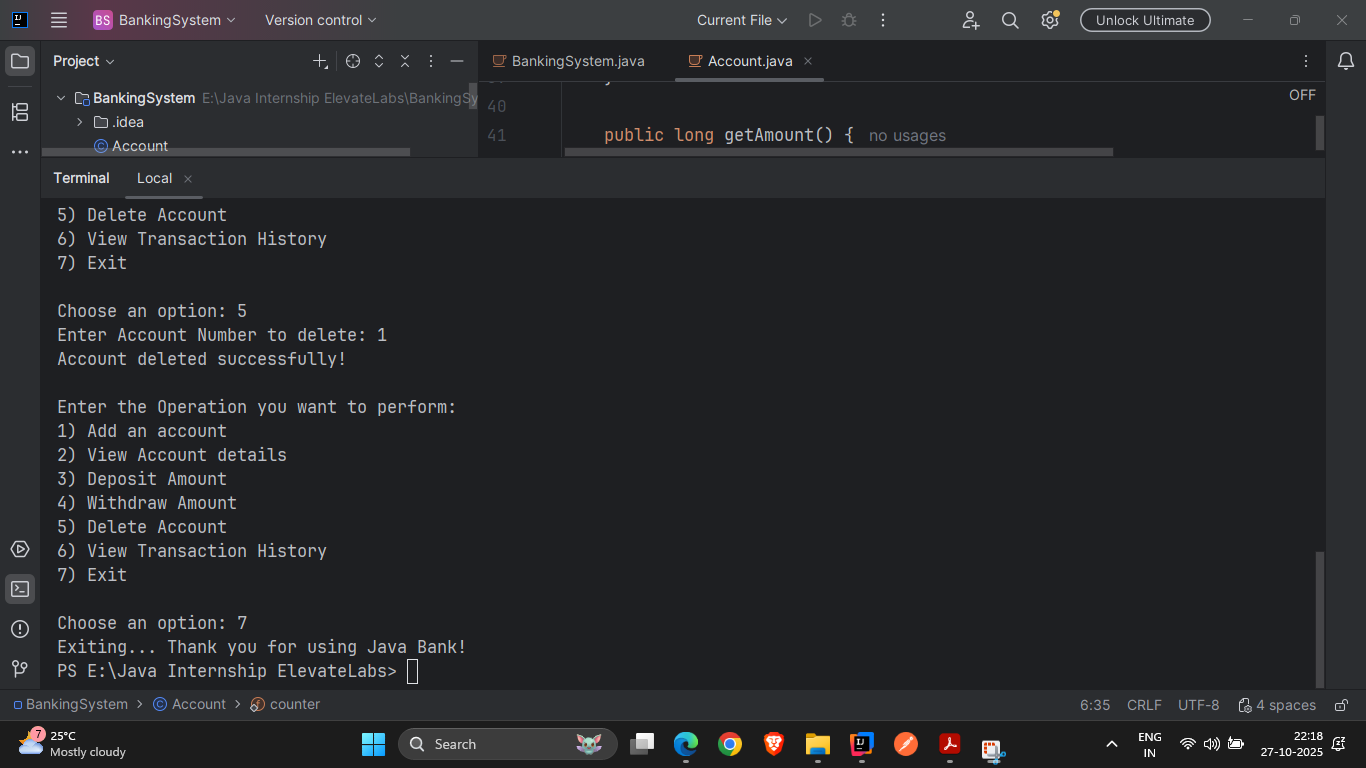 BS BankingSystem Version control Current File Unlock Ultimate
Project
BankingSystem.java Account.java
BankingSystem E:\Java Internship ElevateLabs\BankingSy
.idea
Account
OFF
40
41 public long getAmount() { no usages
Terminal Local
5) Delete Account
6) View Transaction History
7) Exit
Choose an option: 5
Enter Account Number to delete: 1
Account deleted successfully!
Enter the Operation you want to perform:
1) Add an account
2) View Account details
3) Deposit Amount
4) Withdraw Amount
5) Delete Account
6) View Transaction History
7) Exit
Choose an option: 7
Exiting... Thank you for using Java Bank!
PS E:\Java Internship ElevateLabs>
BankingSystem > Account > counter 6:35 CRLF UTF-8 4 spaces
7 25°C
Mostly cloudy
Search
ENG
IN
22:18
27-10-2025